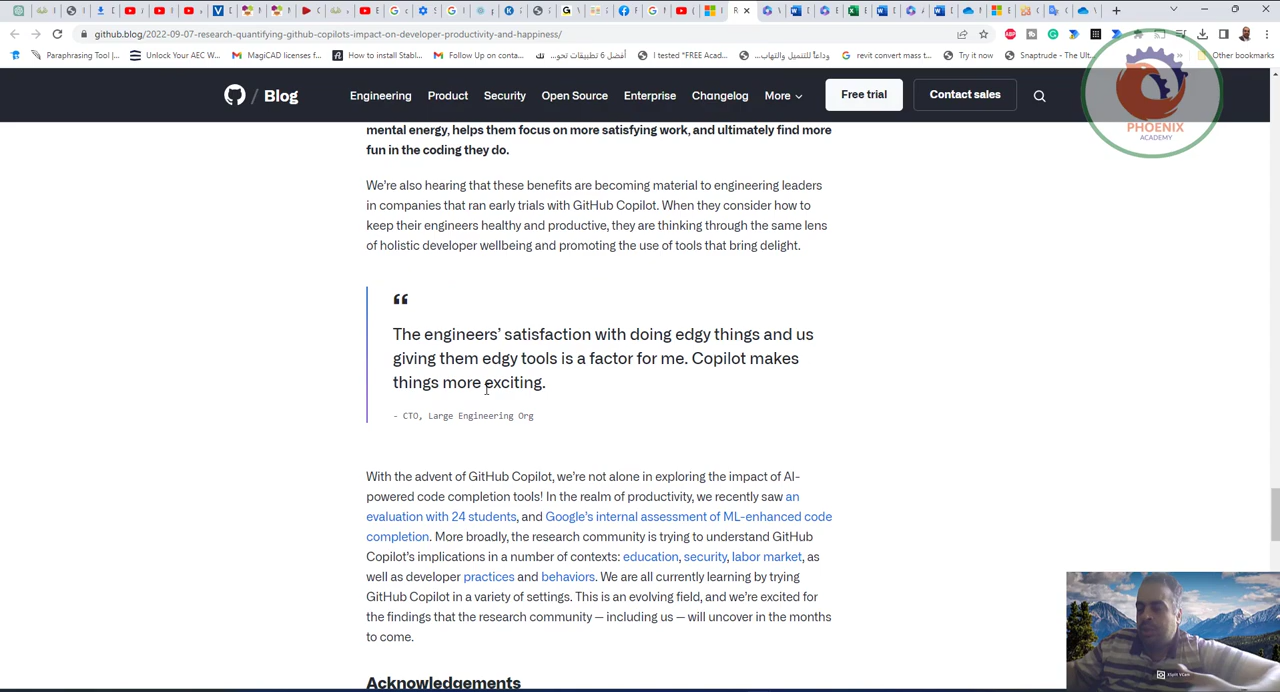 github.blog/2022-09-07-research-quantifying-github-copilots-impact-on-developer-productivity-and-happiness/
Paraphrasing Tool |...
Unlock Your AEC W...
MagiCAD licenses f...
How to install Stabl...
Follow Up on conta...
أفضل 6 تطبيقات تحو...
I tested *FREE Acad...
وداعاً للتمثيل والتهاب...
revit convert mass t...
Try it now
Snaptrude - The Ult...
Other bookmarks
/ Blog
Engineering
Product
Security
Open Source
Enterprise
Changelog
More
Free trial
Contact sales
PHOENIX
ACADEMY
mental energy, helps them focus on more satisfying work, and ultimately find more
fun in the coding they do.
We’re also hearing that these benefits are becoming material to engineering leaders
in companies that ran early trials with GitHub Copilot. When they consider how to
keep their engineers healthy and productive, they are thinking through the same lens
of holistic developer wellbeing and promoting the use of tools that bring delight.
“
The engineers’ satisfaction with doing edgy things and us
giving them edgy tools is a factor for me. Copilot makes
things more exciting.
- CTO, Large Engineering Org
With the advent of GitHub Copilot, we’re not alone in exploring the impact of AI-
powered code completion tools! In the realm of productivity, we recently saw an
evaluation with 24 students, and Google’s internal assessment of ML-enhanced code
completion. More broadly, the research community is trying to understand GitHub
Copilot’s implications in a number of contexts: education, security, labor market, as
well as developer practices and behaviors. We are all currently learning by trying
GitHub Copilot in a variety of settings. This is an evolving field, and we’re excited for
the findings that the research community — including us — will uncover in the months
to come.
Acknowledgements
XSplit VCam